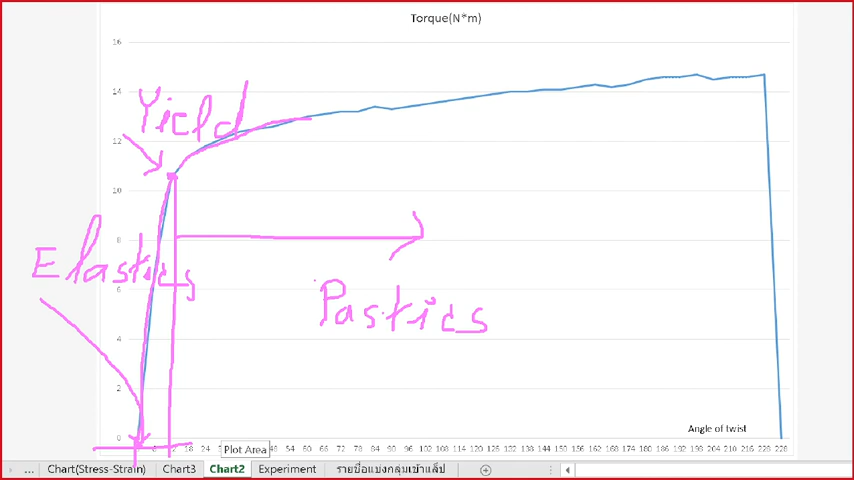 Torque(N*m)
16
14
Yield
12
10
8
Elastics
6
Pastics
4
2
Angle of twist
0
6 12 18 24 30 54 60 66 72 78 84 90 96 102 108 114 120 126 132 138 144 150 156 162 168 174 180 186 192 198 204 210 216 228 228
Plot Area
... Chart(Stress-Strain) Chart3 Chart2 Experiment รายชื่อแบ่งกลุ่มเข้าแล็ป